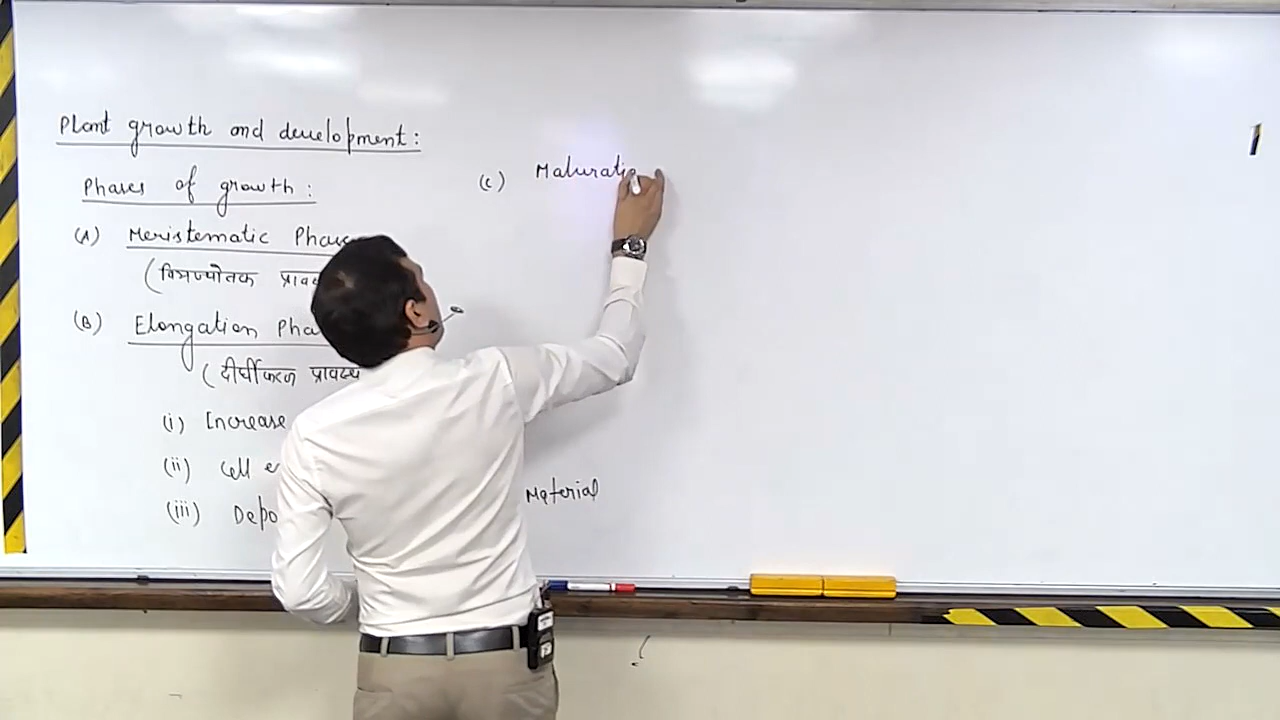 Plant growth and development:
Phases of growth:
(A) Meristematic Phase
(विभज्योतक
(B) Elongation Pha
(दीर्घीकरण प्रावस्थ
(i) Increase
(ii) Cell e
(iii) Depo Material
(C) Maturatio
1